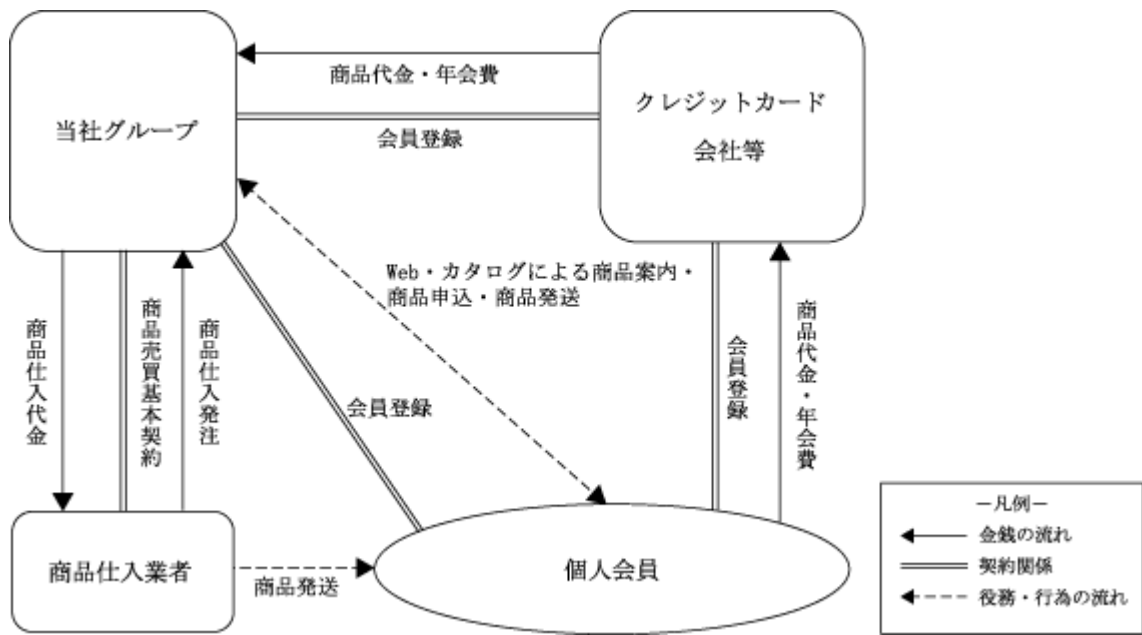 当社グループ
商品代金・年会費
会員登録
クレジットカード
会社等
Web・カタログによる商品案内・
商品申込・商品発送
商品仕入代金
商品売買基本契約
商品仕入発注
会員登録
会員登録
商品代金・年会費
商品仕入業者
商品発送
個人会員
－凡例－
金銭の流れ
契約関係
役務・行為の流れ